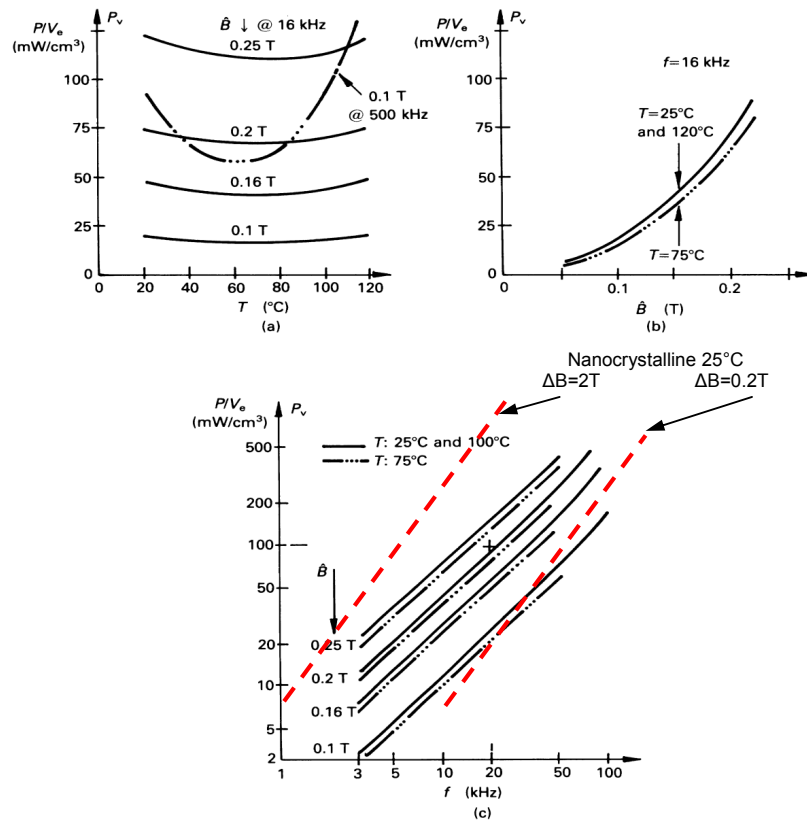 P/Vₑ
(mW/cm³)
Pᵥ
B̂ ↓ @ 16 kHz
0.25 T
0.1 T
@ 500 kHz
0.2 T
0.16 T
0.1 T
100
75
50
25
0
0 20 40 60 80 100 120
T (°C)
(a)
P/Vₑ
(mW/cm³)
Pᵥ
f=16 kHz
T=25°C
and 120°C
T=75°C
100
75
50
25
0
0 0.1 0.2
B̂ (T)
(b)
Nanocrystalline 25°C
ΔB=2T
ΔB=0.2T
P/Vₑ
(mW/cm³)
Pᵥ
T: 25°C and 100°C
T: 75°C
500
200
100
50
20
10
5
2
B̂
0.25 T
0.2 T
0.16 T
0.1 T
1 3 5 10 20 50 100
f (kHz)
(c)